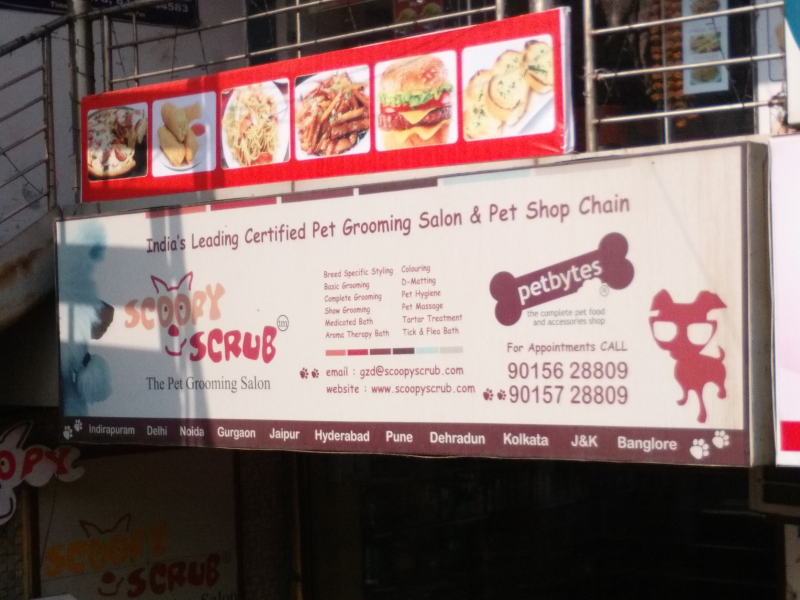 India's Leading Certified Pet Grooming Salon & Pet Shop Chain
SCOOPY
SCRUB
TM
The Pet Grooming Salon
Breed Specific Styling
Basic Grooming
Complete Grooming
Show Grooming
Medicated Bath
Aroma Therapy Bath
Colouring
D-Matting
Pet Hygiene
Pet Massage
Tartar Treatment
Tick & Flea Bath
email : gzd@scoopyscrub.com
website : www.scoopyscrub.com
petbytes®
the complete pet food
and accessories shop
For Appointments CALL
90156 28809
90157 28809
Indirapuram Delhi Noida Gurgaon Jaipur Hyderabad Pune Dehradun Kolkata J&K Banglore
OPY
SCOOPY
SCRUB